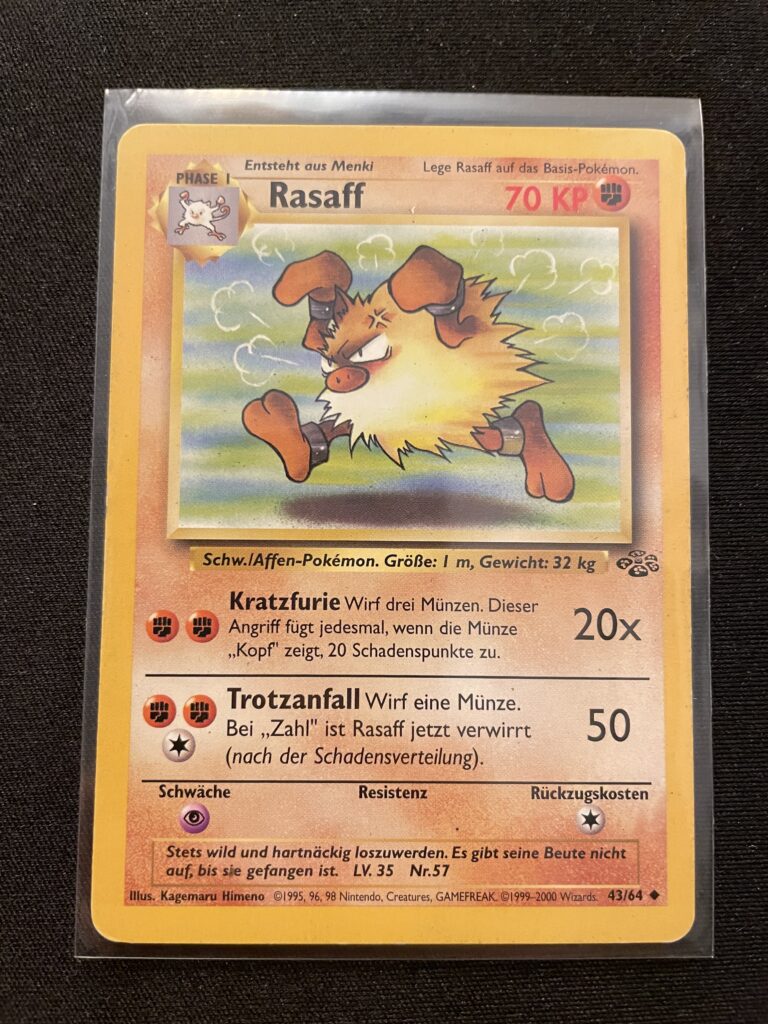 Entsteht aus Menki
Lege Rasaff auf das Basis-Pokémon.
PHASE 1
Rasaff
70 KP
Schw./Affen-Pokémon. Größe: 1 m, Gewicht: 32 kg
Kratzfurie Wirf drei Münzen. Dieser
Angriff fügt jedesmal, wenn die Münze
„Kopf" zeigt, 20 Schadenspunkte zu.
20x
Trotzanfall Wirf eine Münze.
Bei „Zahl" ist Rasaff jetzt verwirrt
(nach der Schadensverteilung).
50
Schwäche
Resistenz
Rückzugskosten
Stets wild und hartnäckig loszuwerden. Es gibt seine Beute nicht
auf, bis sie gefangen ist. LV. 35 Nr.57
Illus. Kagemaru Himeno ©1995, 96, 98 Nintendo, Creatures, GAMEFREAK. ©1999–2000 Wizards. 43/64